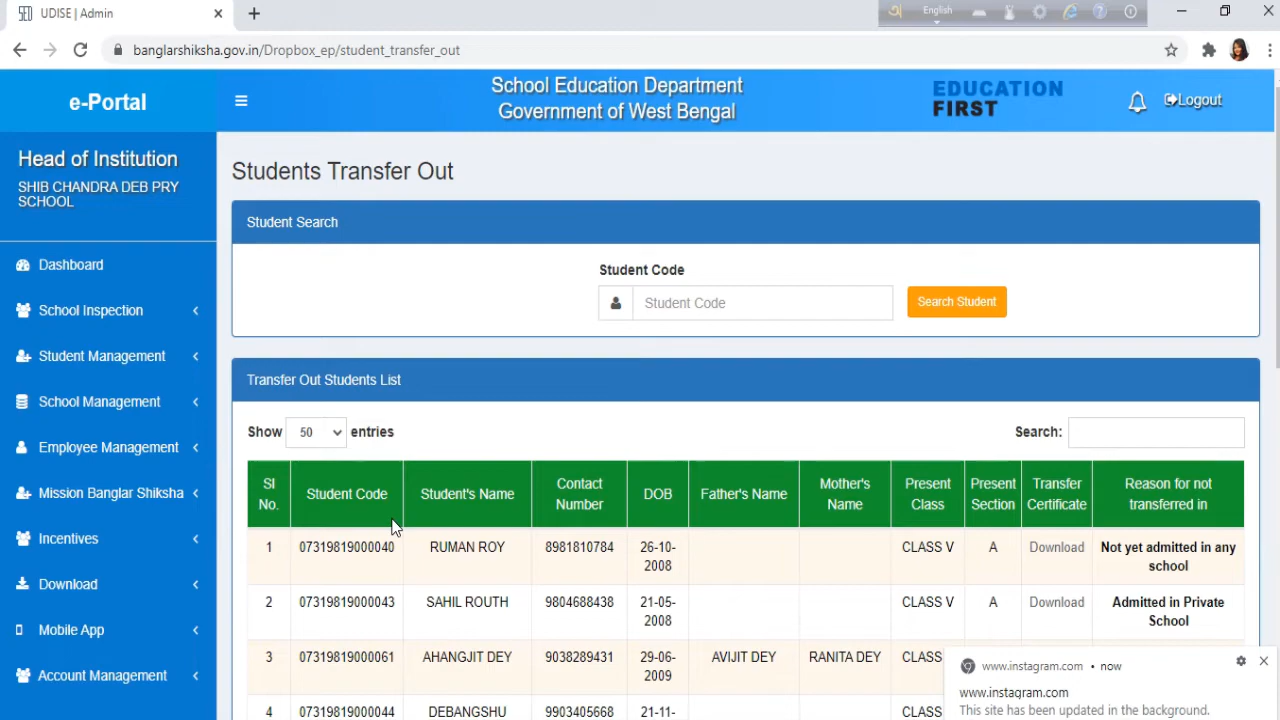 UDISE | Admin
English
banglarshiksha.gov.in/Dropbox_ep/student_transfer_out
e-Portal
School Education Department
Government of West Bengal
EDUCATION
FIRST
Logout
Head of Institution
SHIB CHANDRA DEB PRY
SCHOOL
Dashboard
School Inspection
Student Management
School Management
Employee Management
Mission Banglar Shiksha
Incentives
Download
Mobile App
Account Management
Students Transfer Out
Student Search
Student Code
Student Code
Search Student
Transfer Out Students List
Show 50 entries
Search:
Sl No. Student Code Student's Name Contact Number DOB Father's Name Mother's Name Present Class Present Section Transfer Certificate Reason for not transferred in
1 07319819000040 RUMAN ROY 8981810784 26-10-2008 CLASS V A Download Not yet admitted in any school
2 07319819000043 SAHIL ROUTH 9804688438 21-05-2008 CLASS V A Download Admitted in Private School
3 07319819000061 AHANGJIT DEY 9038289431 29-06-2009 AVIJIT DEY RANITA DEY CLASS
4 07319819000044 DEBANGSHU 9903405668 21-11- CLASS
www.instagram.com • now
www.instagram.com
This site has been updated in the background.